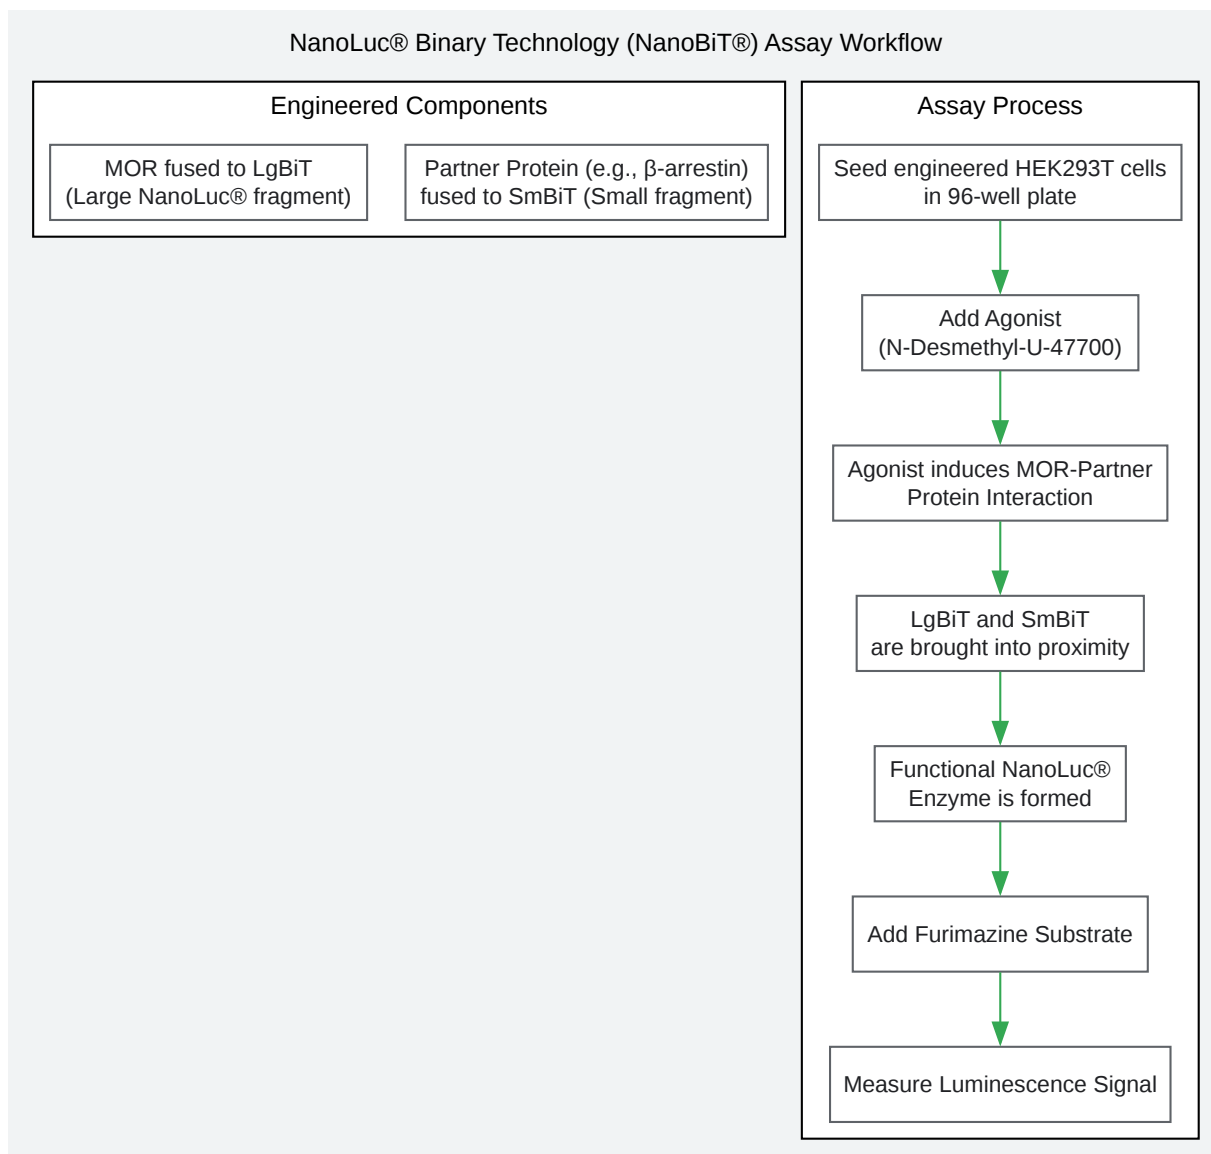 NanoLuc® Binary Technology (NanoBiT®) Assay Workflow
Engineered Components
MOR fused to LgBiT
(Large NanoLuc® fragment)
Partner Protein (e.g., β-arrestin)
fused to SmBiT (Small fragment)
Assay Process
Seed engineered HEK293T cells
in 96-well plate
Add Agonist
(N-Desmethyl-U-47700)
Agonist induces MOR-Partner
Protein Interaction
LgBiT and SmBiT
are brought into proximity
Functional NanoLuc®
Enzyme is formed
Add Furimazine Substrate
Measure Luminescence Signal